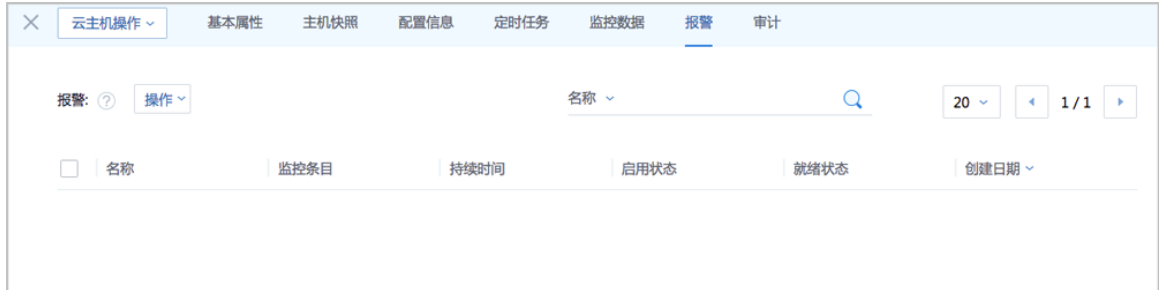 云主机操作 基本属性 主机快照 配置信息 定时任务 监控数据 报警 审计
报警: ? 操作 名称 20 1 / 1
名称 监控条目 持续时间 启用状态 就绪状态 创建日期